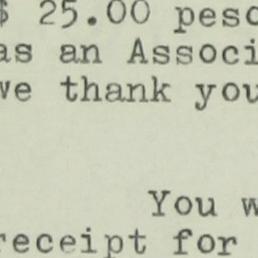 $ 25.00 peso
as an Associ
we thank you
You w
receipt for